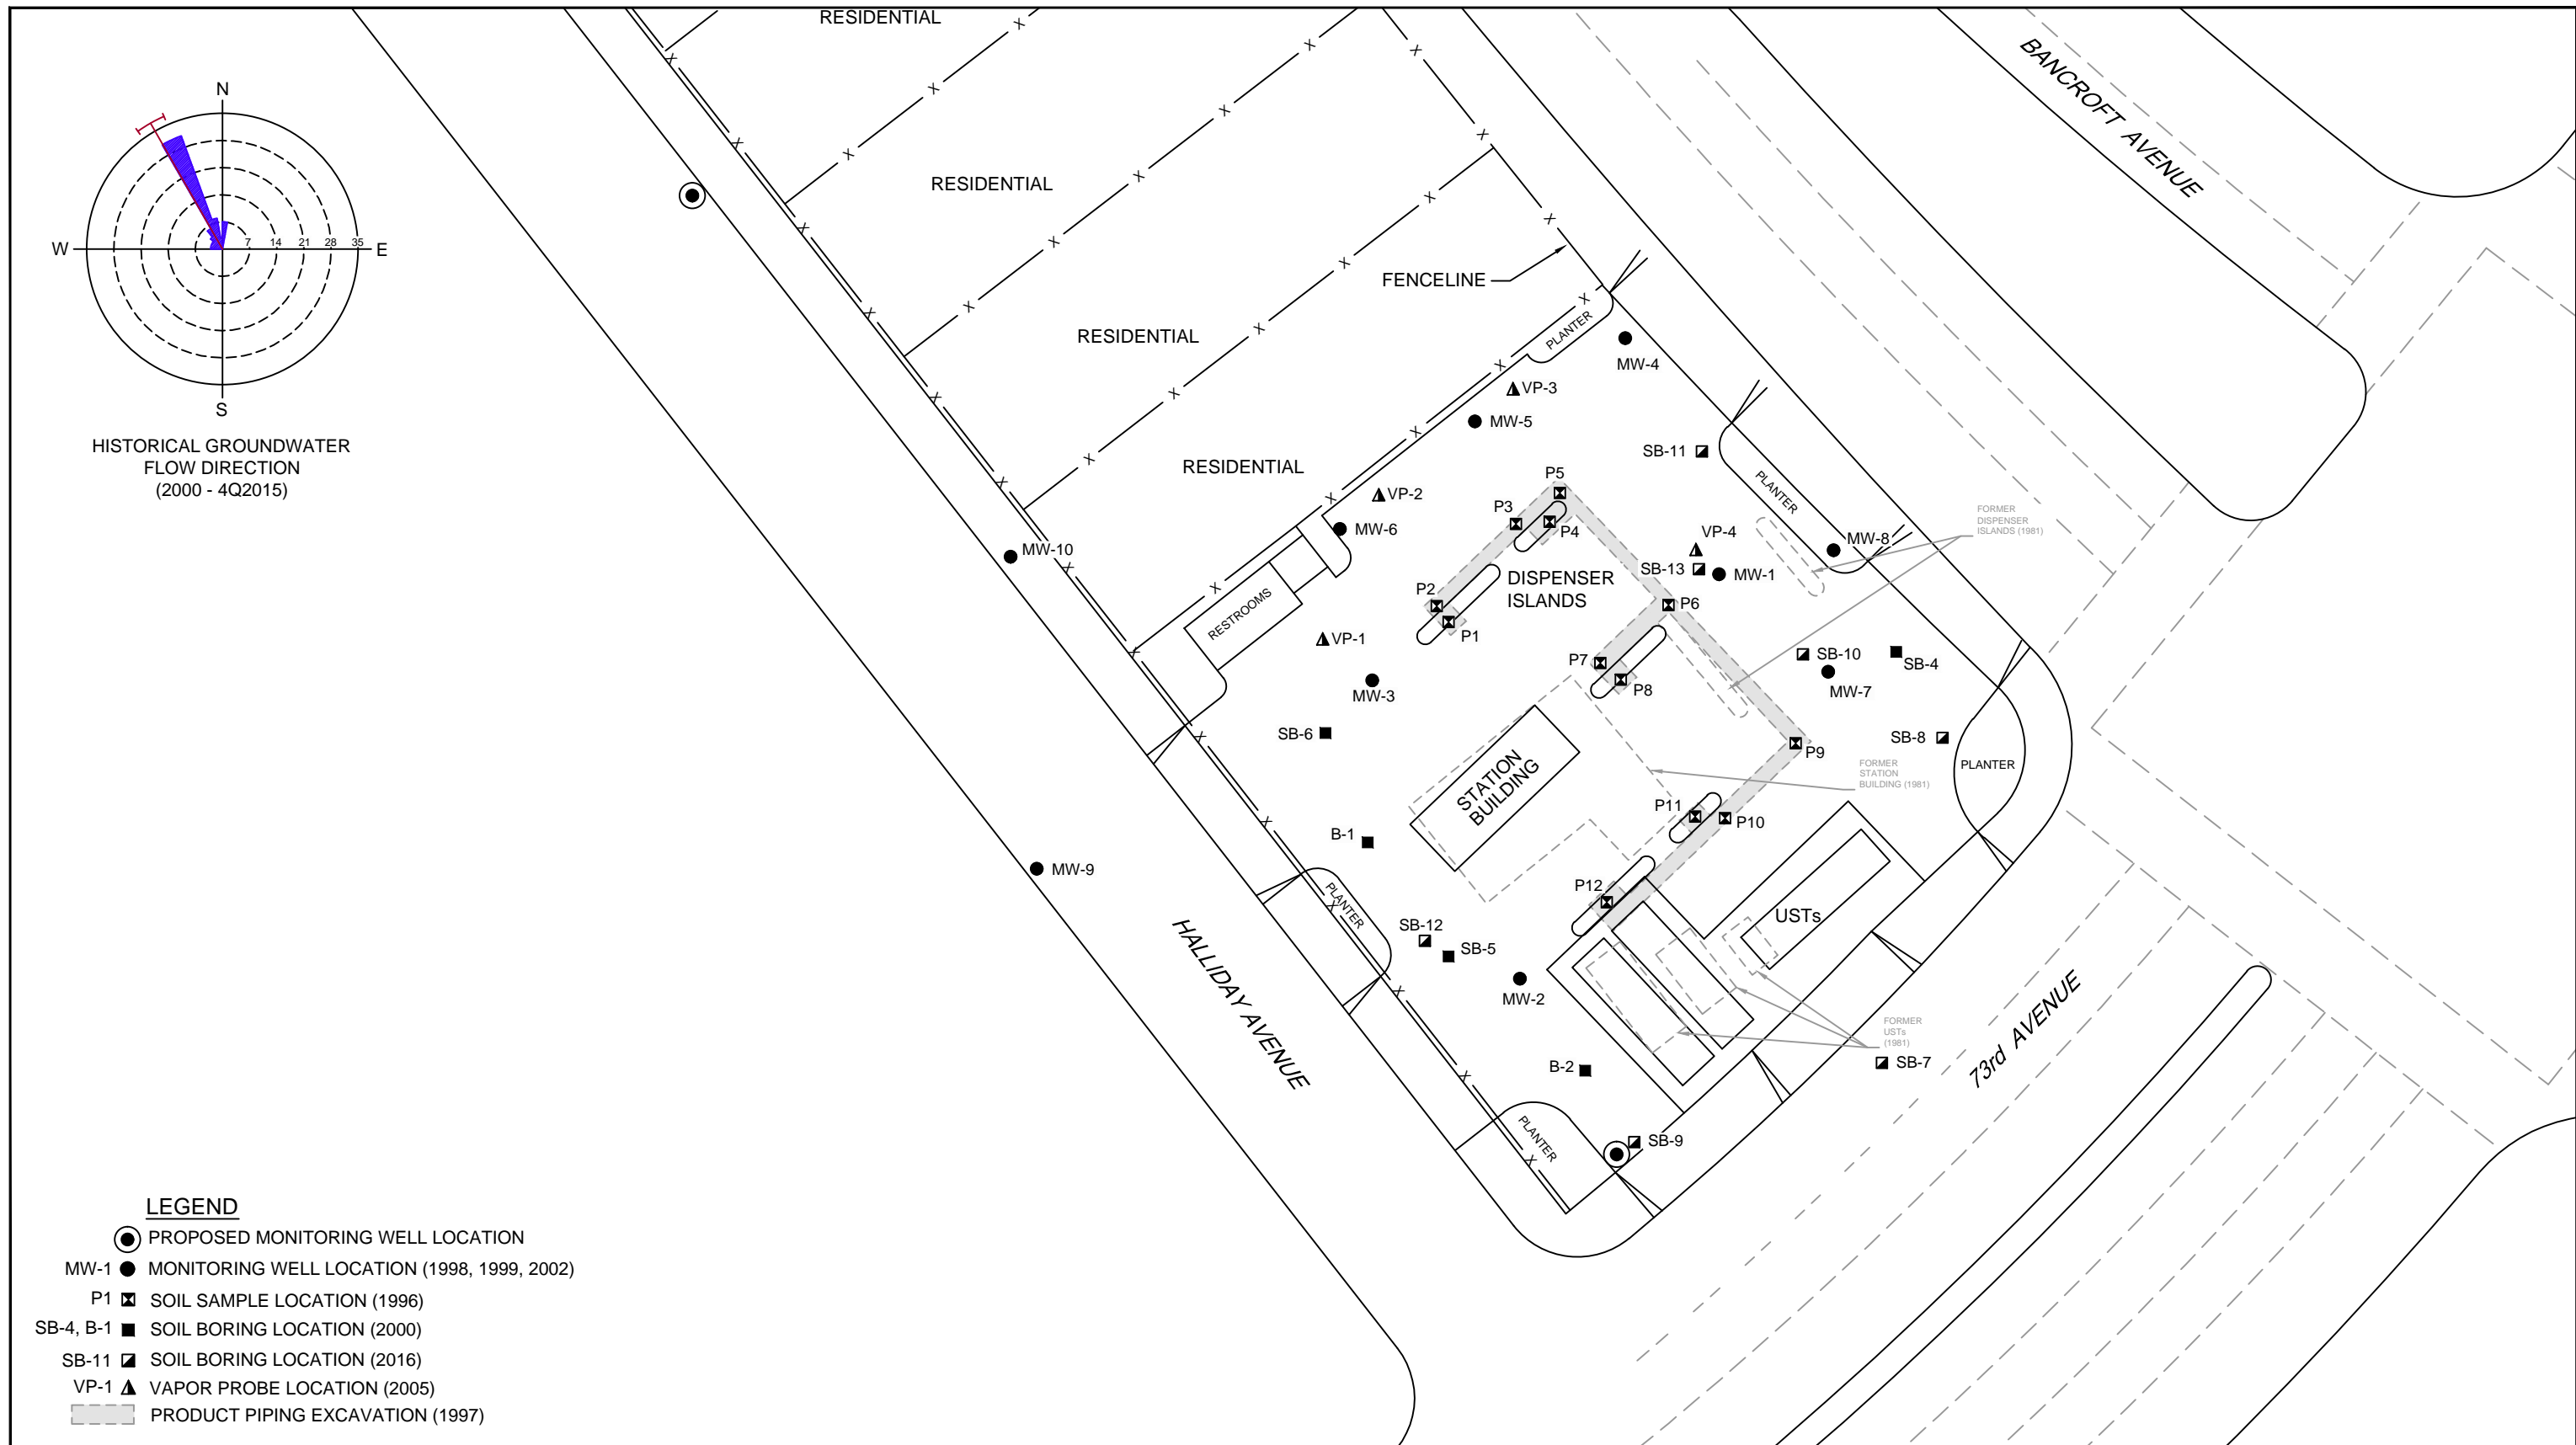 RESIDENTIAL
BANCROFT AVENUE
N
W
E
S
7 14 21 28 35
HISTORICAL GROUNDWATER
FLOW DIRECTION
(2000 - 4Q2015)
RESIDENTIAL
FENCELINE
RESIDENTIAL
PLANTER
MW-4
VP-3
MW-5
SB-11
RESIDENTIAL
P5
PLANTER
VP-2
P3
P4
MW-6
FORMER
DISPENSER
ISLANDS (1981)
VP-4
MW-8
MW-10
SB-13
MW-1
DISPENSER
ISLANDS
P2
P6
RESTROOMS
P1
VP-1
P7
SB-10
SB-4
MW-3
P8
MW-7
SB-6
SB-8
P9
PLANTER
FORMER
STATION
BUILDING (1981)
STATION
BUILDING
P11
P10
B-1
MW-9
P12
PLANTER
USTs
SB-12
SB-5
MW-2
HALLIDAY AVENUE
73rd AVENUE
FORMER
USTs
(1981)
SB-7
B-2
PLANTER
SB-9
LEGEND
PROPOSED MONITORING WELL LOCATION
MW-1 MONITORING WELL LOCATION (1998, 1999, 2002)
P1 SOIL SAMPLE LOCATION (1996)
SB-4, B-1 SOIL BORING LOCATION (2000)
SB-11 SOIL BORING LOCATION (2016)
VP-1 VAPOR PROBE LOCATION (2005)
PRODUCT PIPING EXCAVATION (1997)